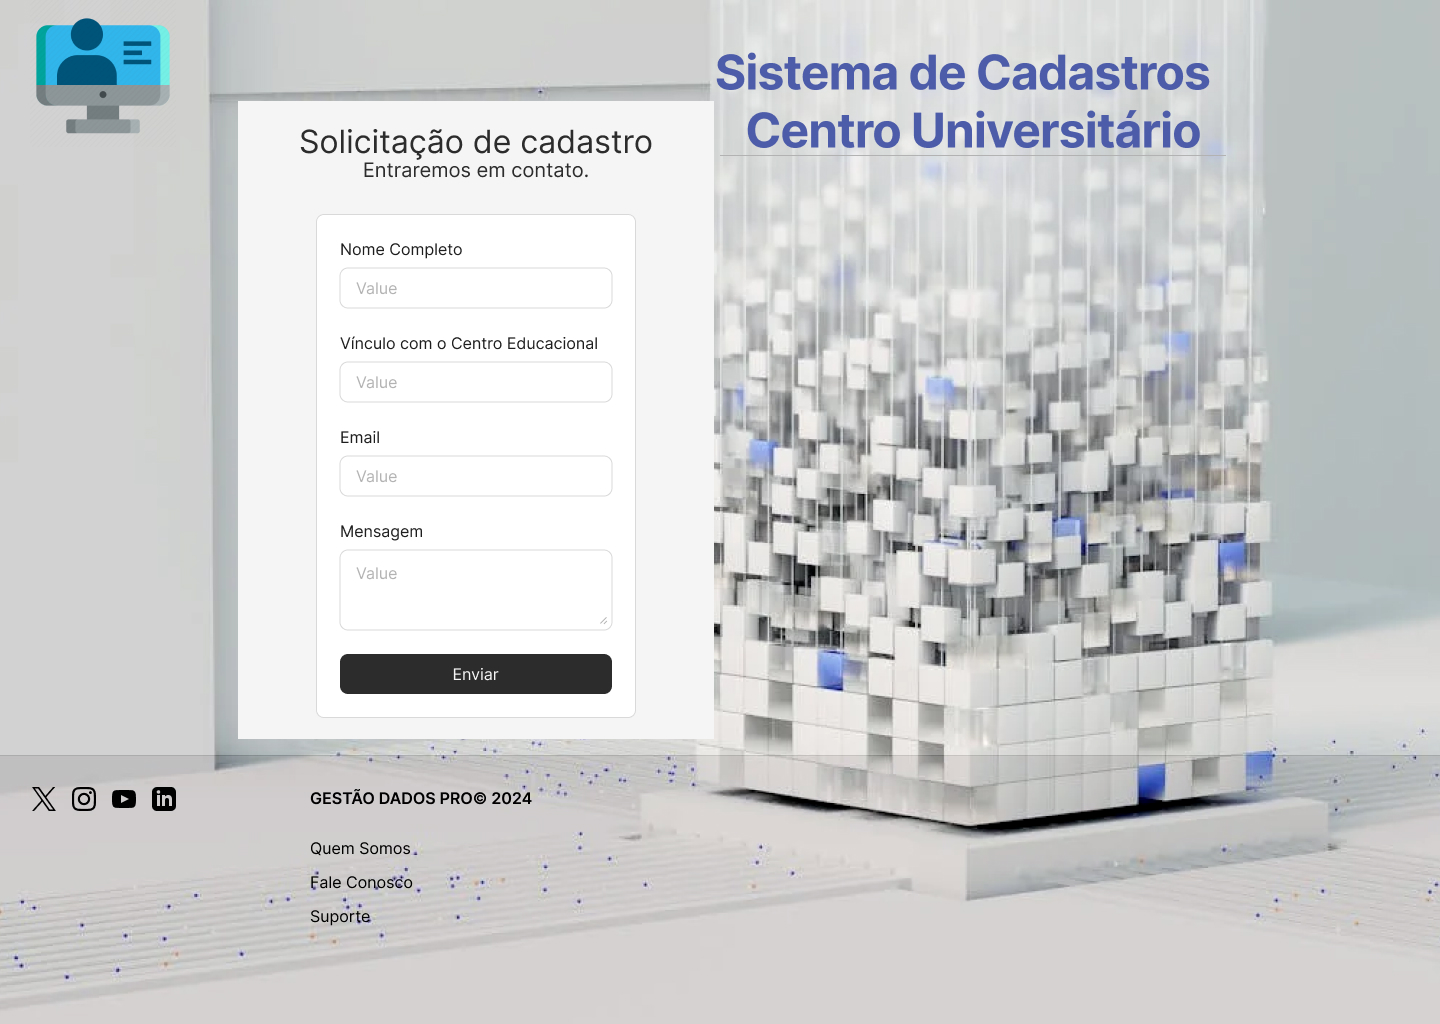 Sistema de Cadastros
Centro Universitário
Solicitação de cadastro
Entraremos em contato.
Nome Completo
Value
Vínculo com o Centro Educacional
Value
Email
Value
Mensagem
Value
Enviar
GESTÃO DADOS PRO© 2024
Quem Somos
Fale Conosco
Suporte